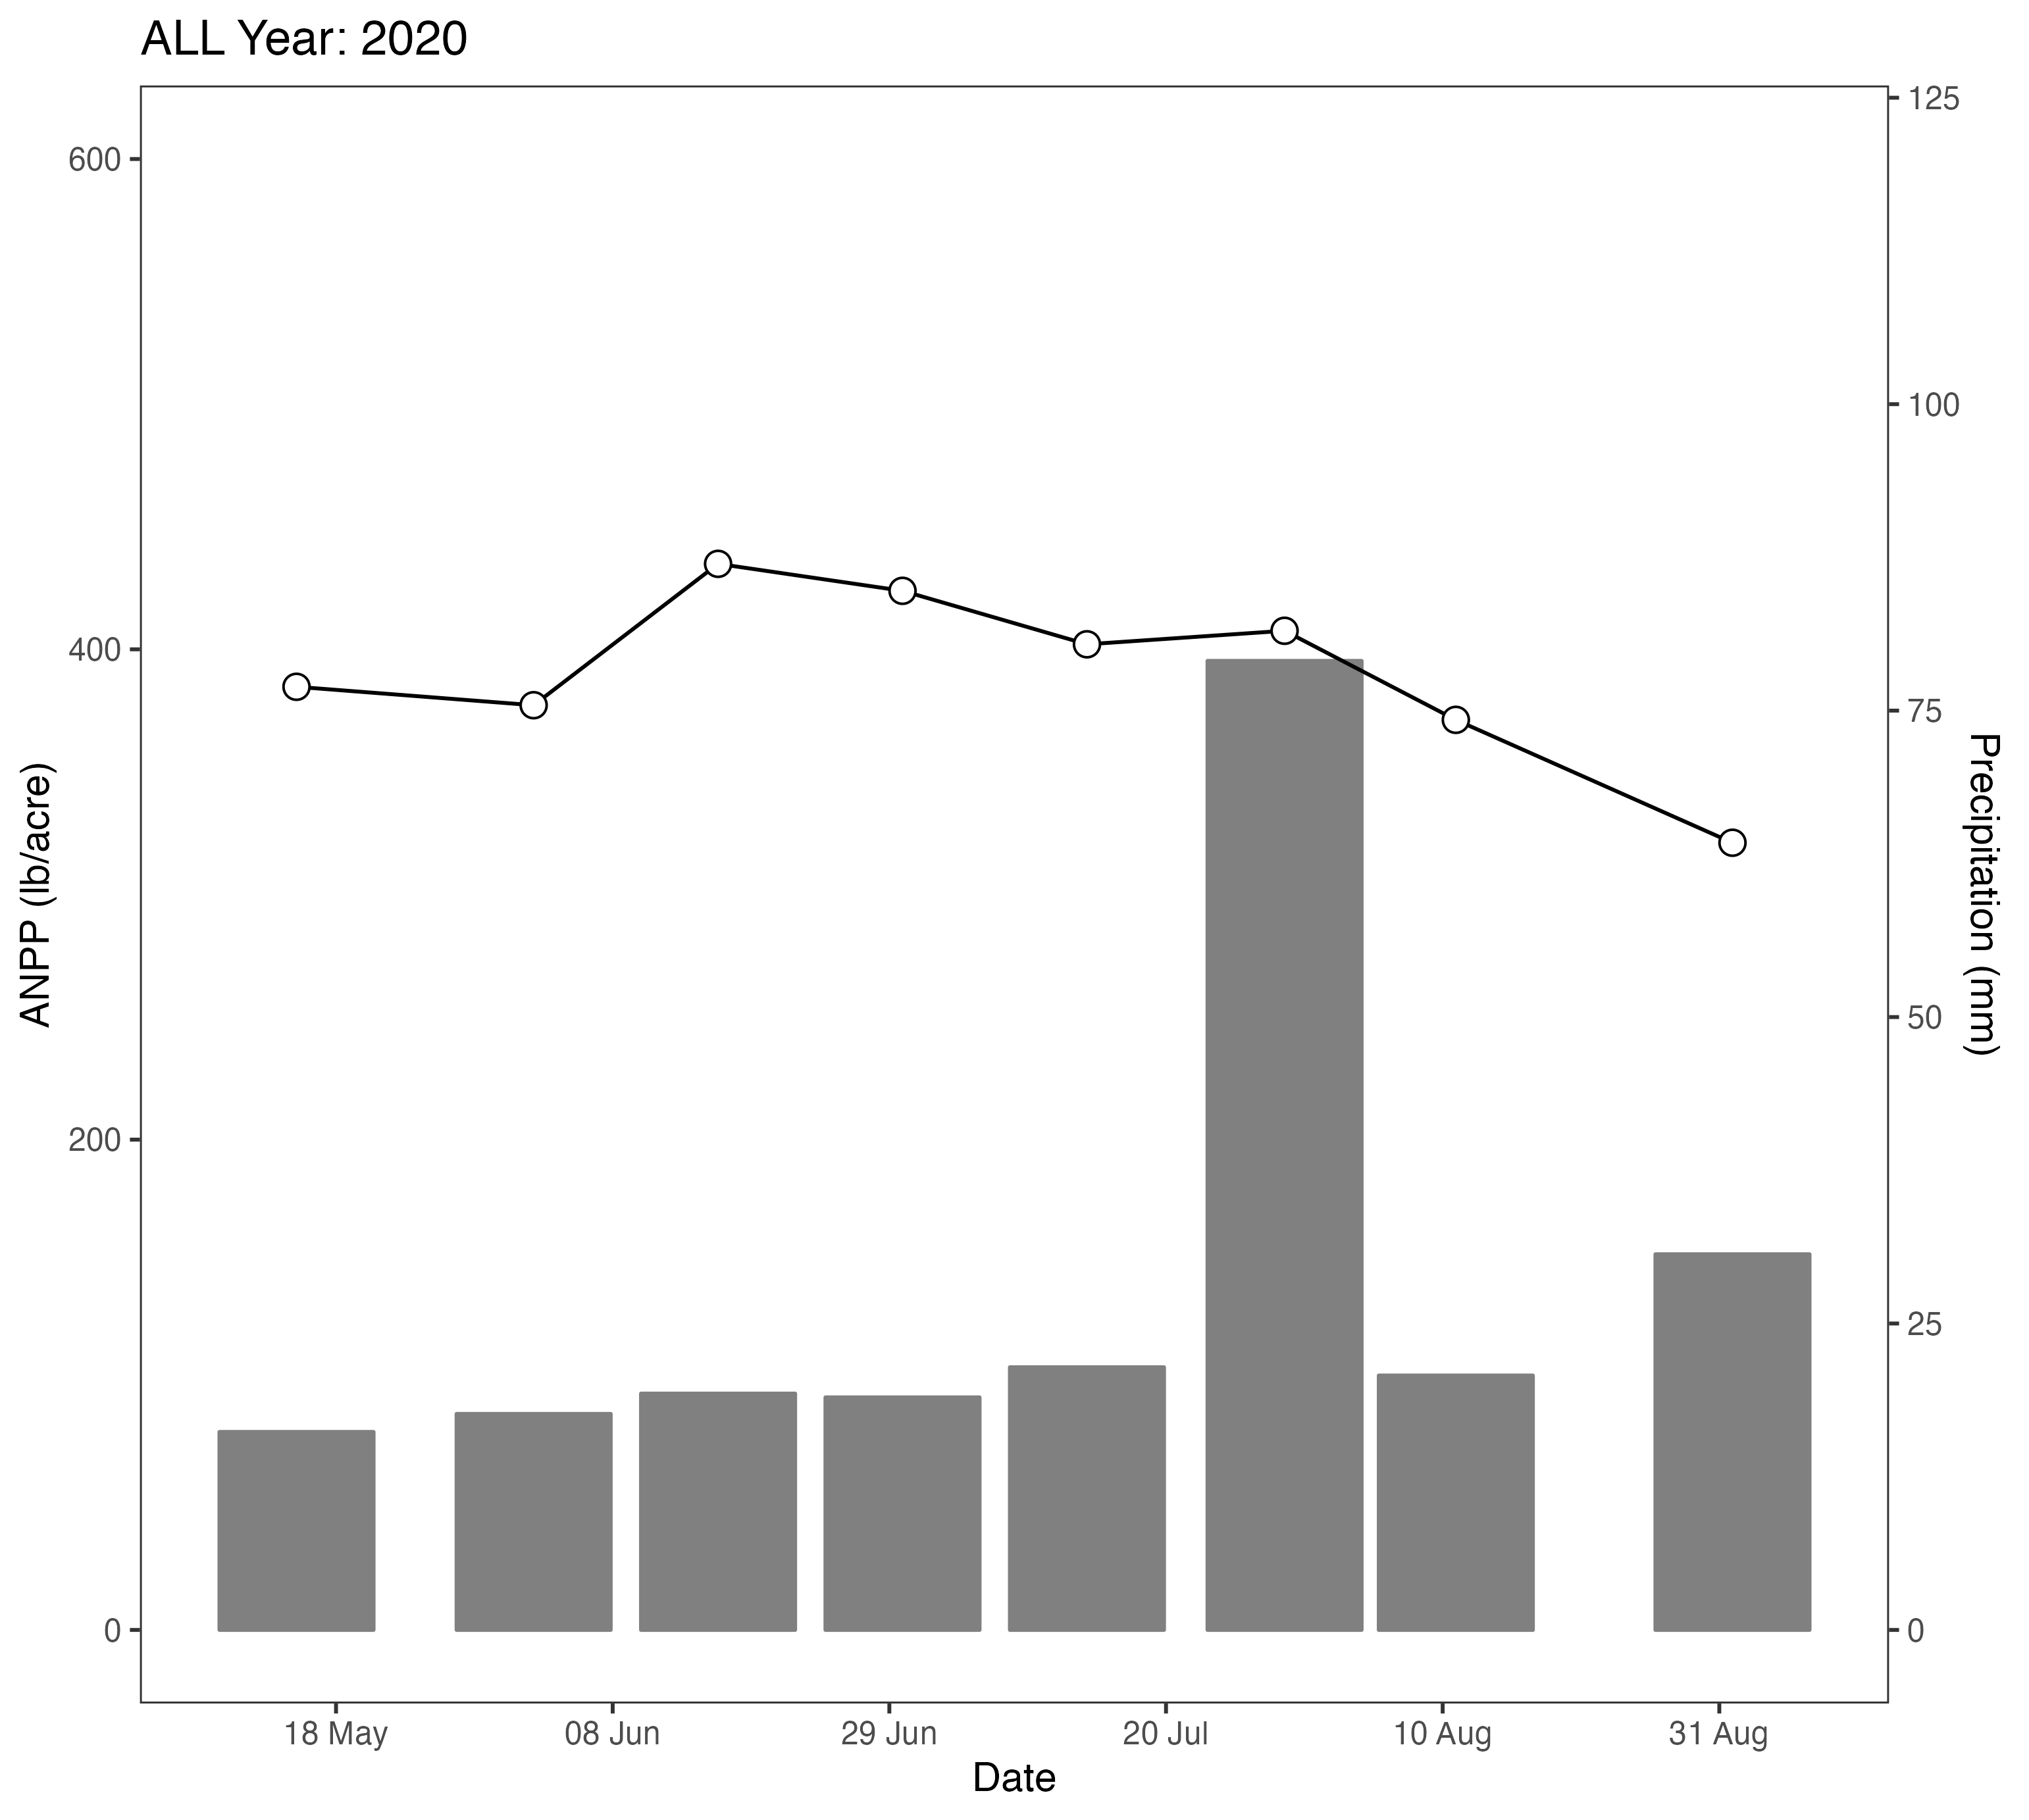 ALL Year: 2020
600
400
200
0
ANPP (lb/acre)
125
100
75
50
25
0
Precipitation (mm)
18 May
08 Jun
29 Jun
20 Jul
10 Aug
31 Aug
Date